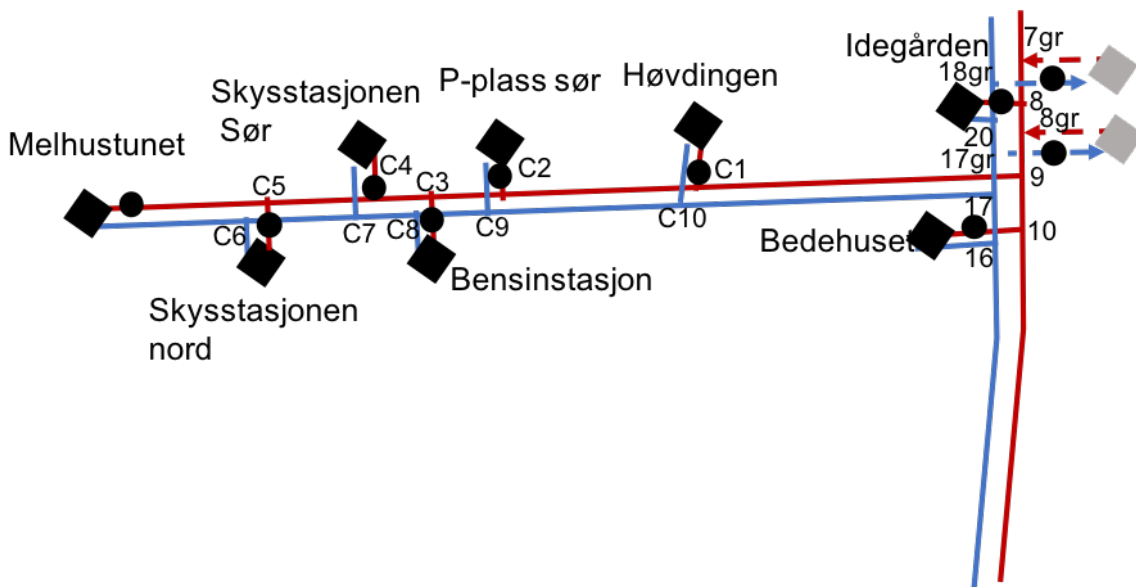 7gr
Idegården
18gr
8
8gr
20
17gr
P-plass sør
Høvdingen
Skysstasjonen
Sør
Melhustunet
C4
C2
C1
C5
C3
9
17
C6
C7
C8
C9
C10
Bedehuset
10
16
Bensinstasjon
Skysstasjonen
nord